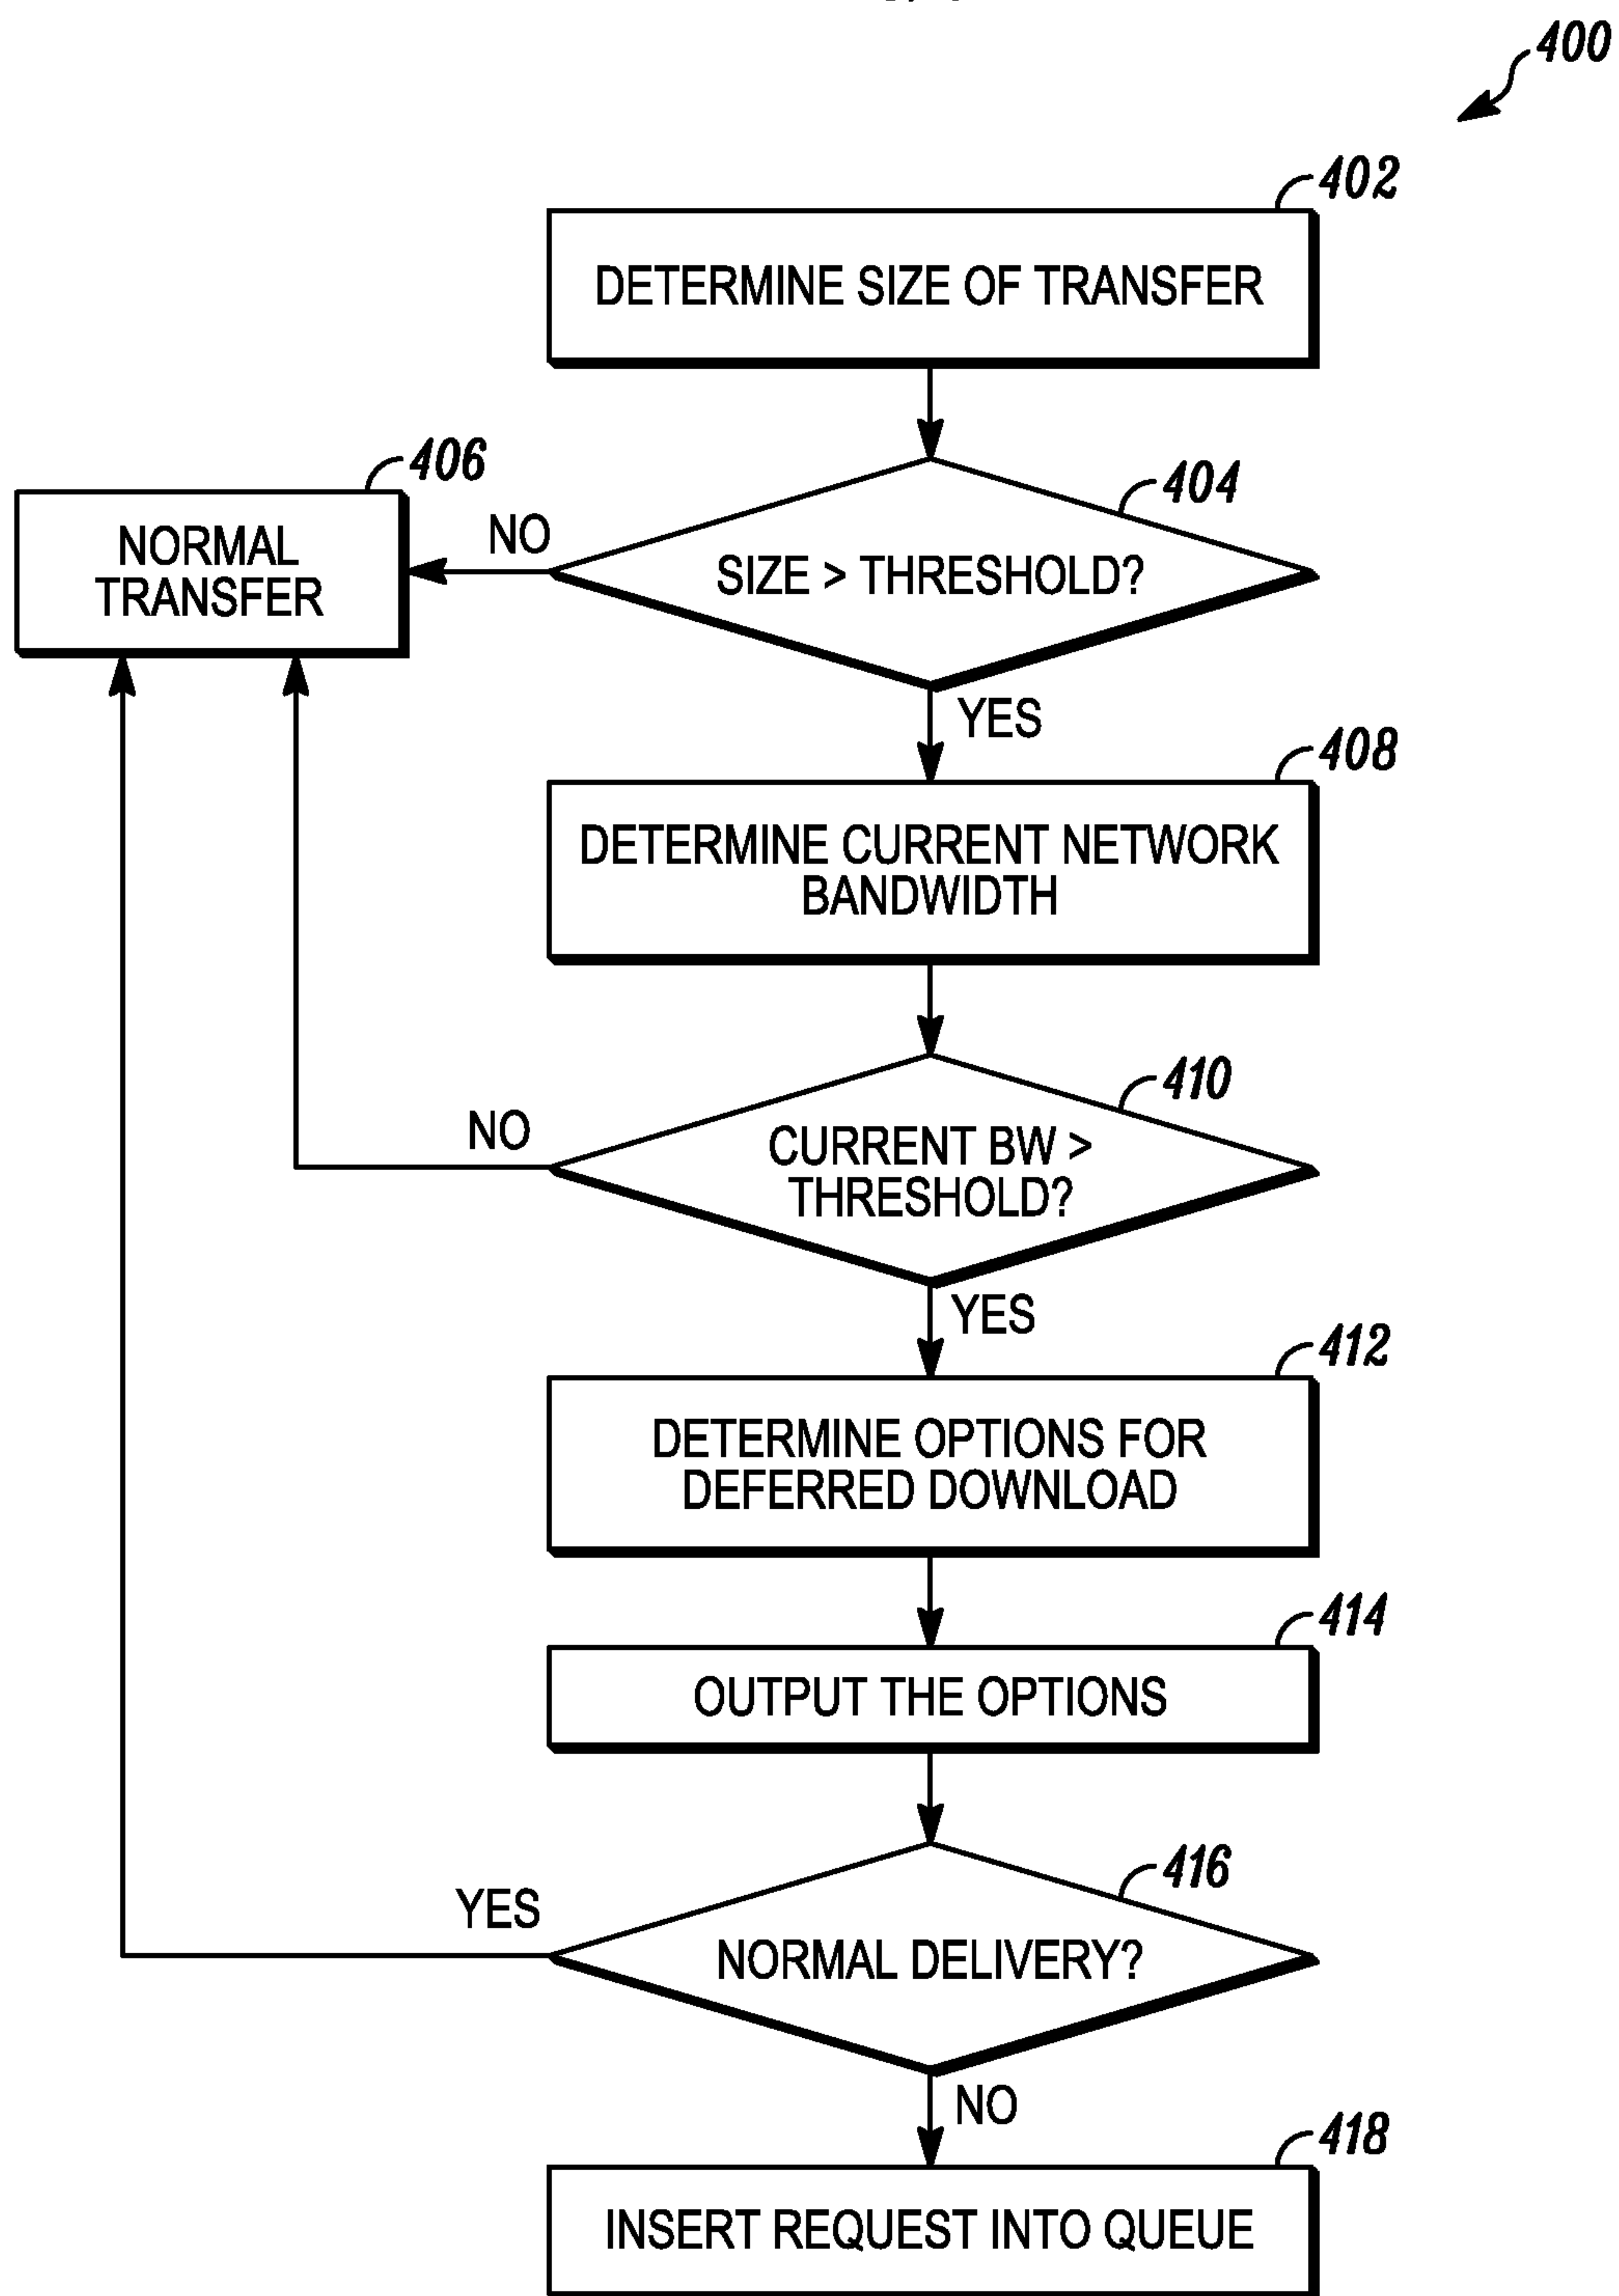 400
402
DETERMINE SIZE OF TRANSFER
406
404
NORMAL
TRANSFER
NO
SIZE > THRESHOLD?
YES
408
DETERMINE CURRENT NETWORK
BANDWIDTH
410
NO
CURRENT BW >
THRESHOLD?
YES
412
DETERMINE OPTIONS FOR
DEFERRED DOWNLOAD
414
OUTPUT THE OPTIONS
416
YES
NORMAL DELIVERY?
NO
418
INSERT REQUEST INTO QUEUE